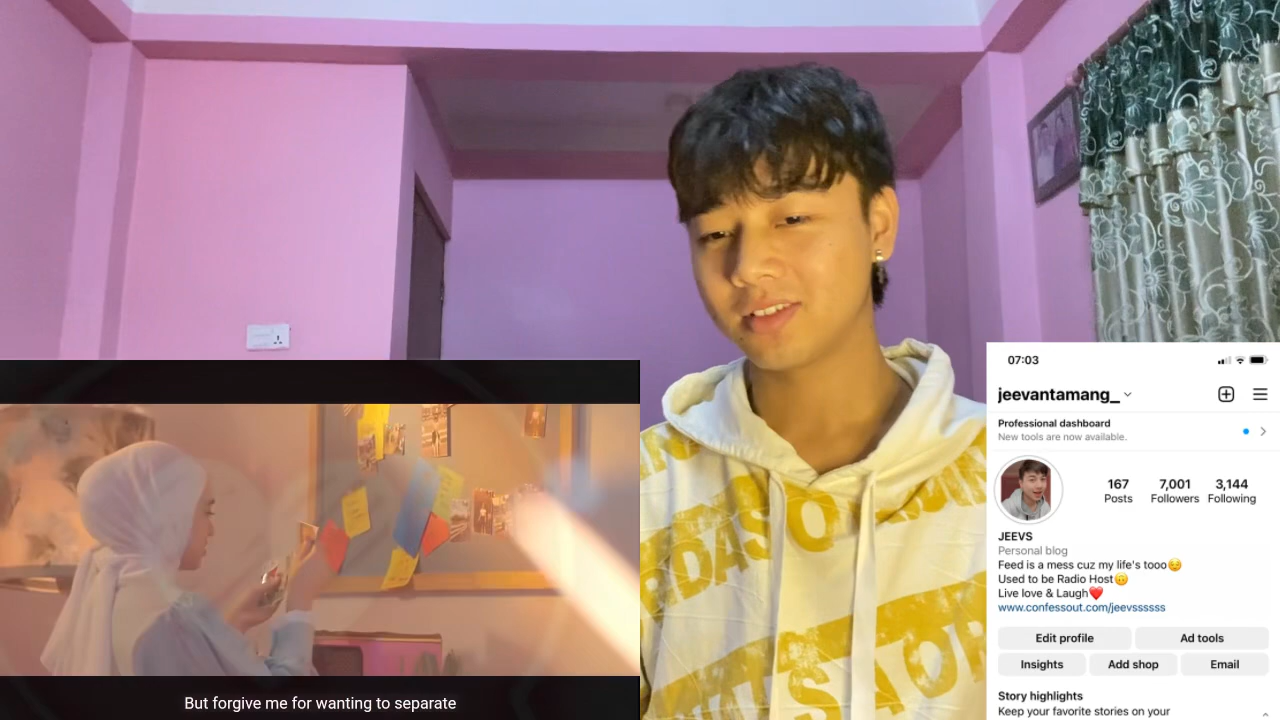 07:03
jeevantamang_
Professional dashboard
New tools are now available.
167 7,001 3,144
Posts Followers Following
JEEVS
Personal blog
Feed is a mess cuz my life's tooo😏
Used to be Radio Host🙃
Live love & Laugh❤️
www.confessout.com/jeevssssss
Edit profile Ad tools
Insights Add shop Email
Story highlights
Keep your favorite stories on your
But forgive me for wanting to separate